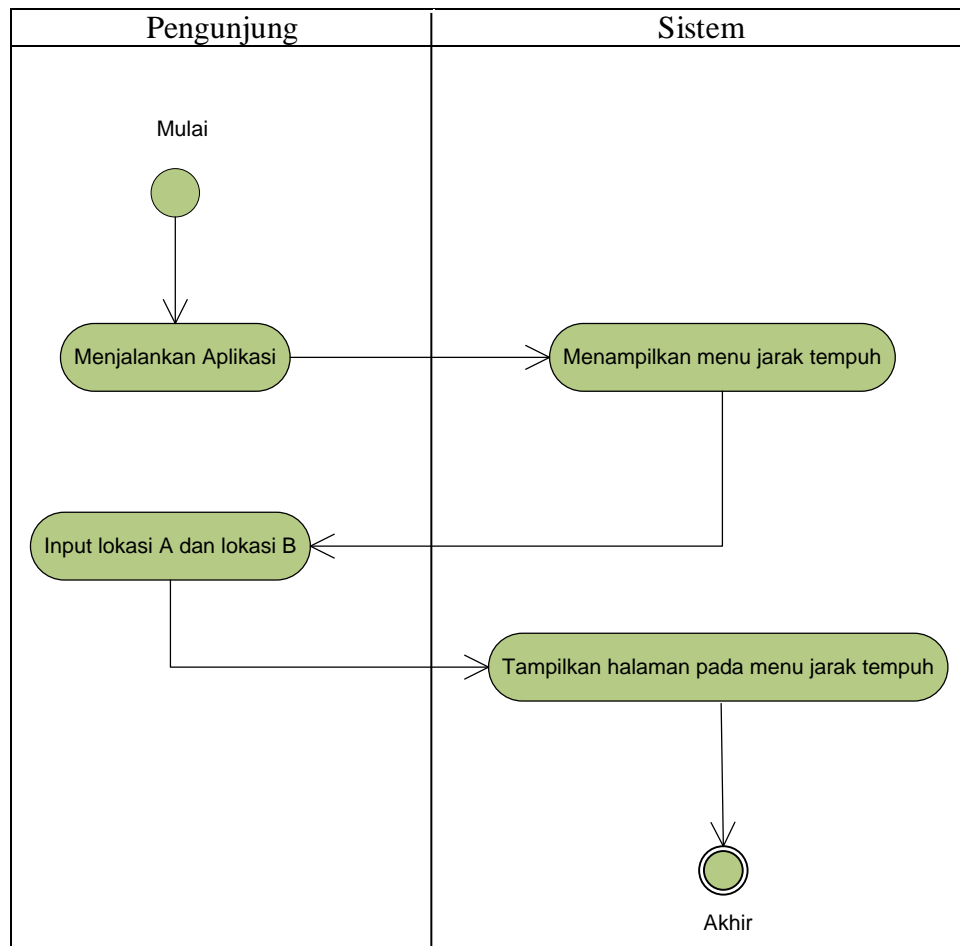 Pengunjung
Sistem
Mulai
Menjalankan Aplikasi
Menampilkan menu jarak tempuh
Input lokasi A dan lokasi B
Tampilkan halaman pada menu jarak tempuh
Akhir